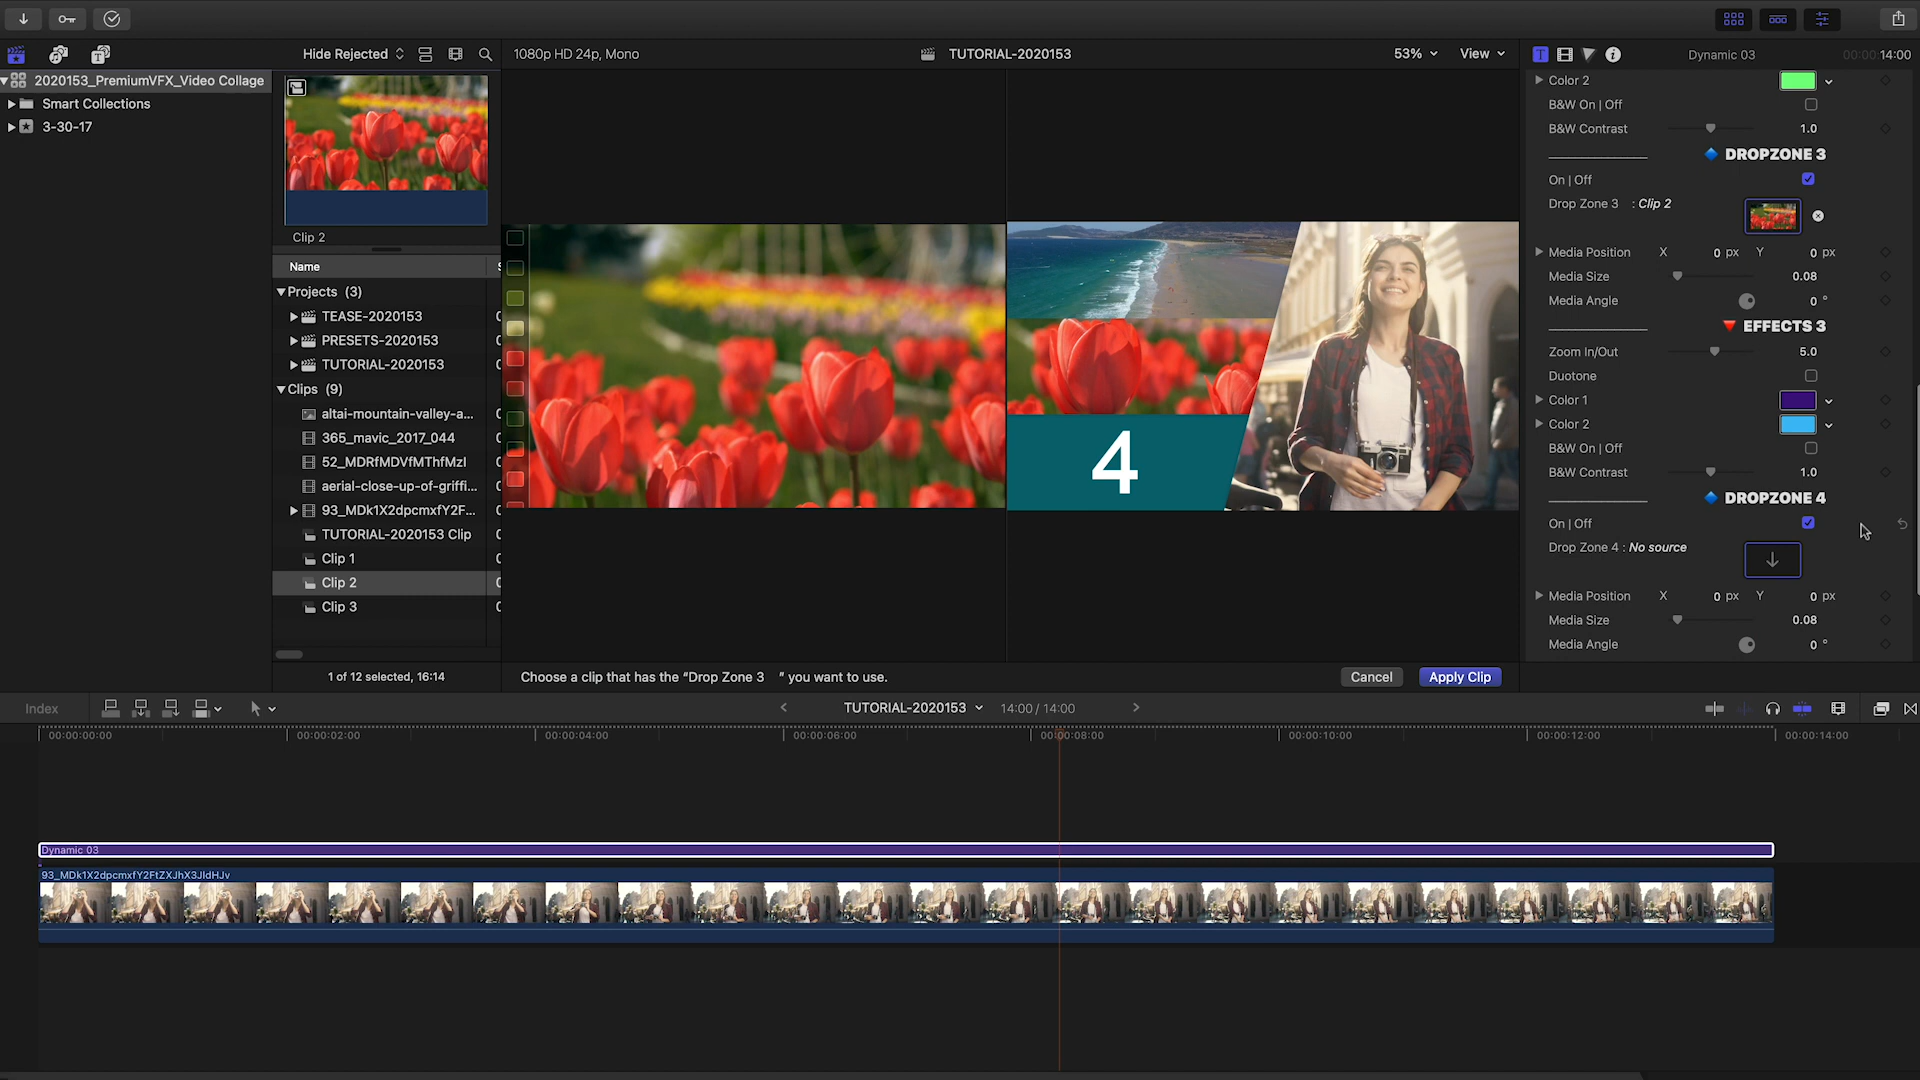 Hide Rejected
1080p HD 24p, Mono
TUTORIAL-2020153
53%
View
Dynamic 03
00:00:14:00
2020153_PremiumVFX_Video Collage
Smart Collections
3-30-17
Clip 2
Name
Projects (3)
TEASE-2020153
PRESETS-2020153
TUTORIAL-2020153
Clips (9)
altai-mountain-valley-a...
365_mavic_2017_044
52_MDRfMDVfMThfMzI
aerial-close-up-of-griffi...
93_MDk1X2dpcmxfY2F...
TUTORIAL-2020153 Clip
Clip 1
Clip 2
Clip 3
1 of 12 selected, 16:14
4
Choose a clip that has the "Drop Zone 3 " you want to use.
Cancel
Apply Clip
Color 2
B&W On | Off
B&W Contrast 1.0
DROPZONE 3
On | Off
Drop Zone 3 : Clip 2
Media Position X 0 px Y 0 px
Media Size 0.08
Media Angle 0 °
EFFECTS 3
Zoom In/Out 5.0
Duotone
Color 1
Color 2
B&W On | Off
B&W Contrast 1.0
DROPZONE 4
On | Off
Drop Zone 4 : No source
Media Position X 0 px Y 0 px
Media Size 0.08
Media Angle 0 °
Index
TUTORIAL-2020153
14:00 / 14:00
00:00:00:00
00:00:02:00
00:00:04:00
00:00:06:00
00:00:08:00
00:00:10:00
00:00:12:00
00:00:14:00
Dynamic 03
93_MDk1X2dpcmxfY2FtZXJhX3JldHJv